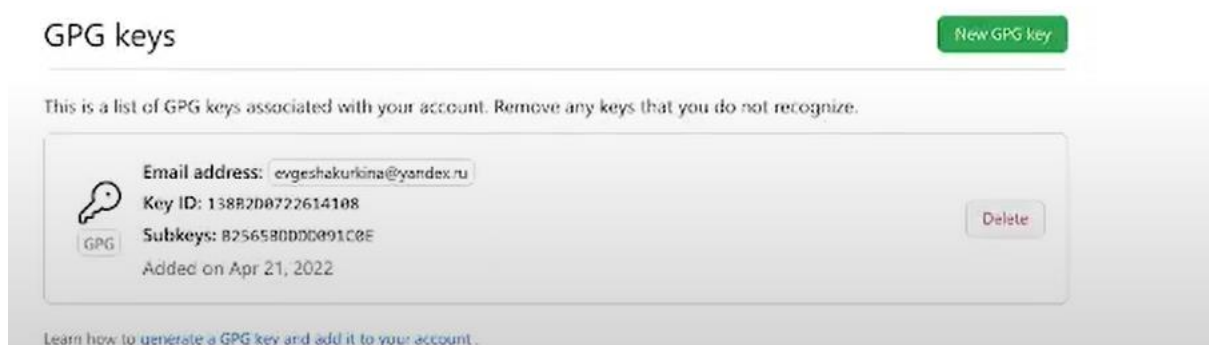 GPG keys
New GPG key
This is a list of GPG keys associated with your account. Remove any keys that you do not recognize.
Email address: evgeshakurkina@yandex.ru
Key ID:
GPG
Subkeys:
Added on Apr 21, 2022
Delete
Learn how to generate a GPG key and add it to your account.